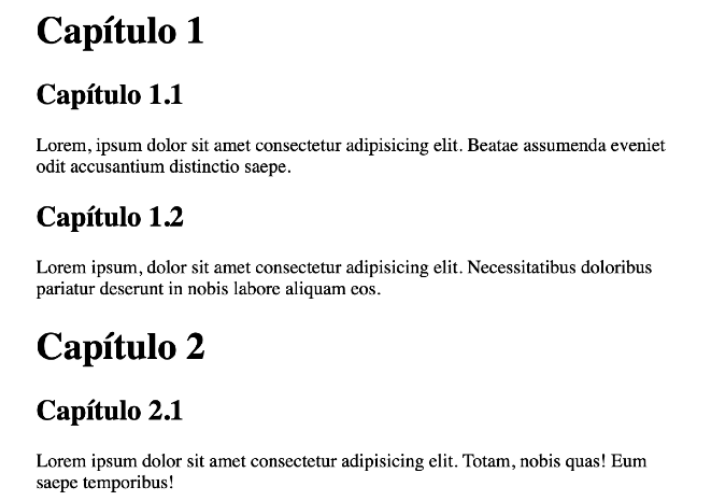 Capítulo 1
Capítulo 1.1
Lorem, ipsum dolor sit amet consectetur adipisicing elit. Beatae assumenda eveniet
odit accusantium distinctio saepe.
Capítulo 1.2
Lorem ipsum, dolor sit amet consectetur adipisicing elit. Necessitatibus doloribus
pariatur deserunt in nobis labore aliquam eos.
Capítulo 2
Capítulo 2.1
Lorem ipsum dolor sit amet consectetur adipisicing elit. Totam, nobis quas! Eum
saepe temporibus!